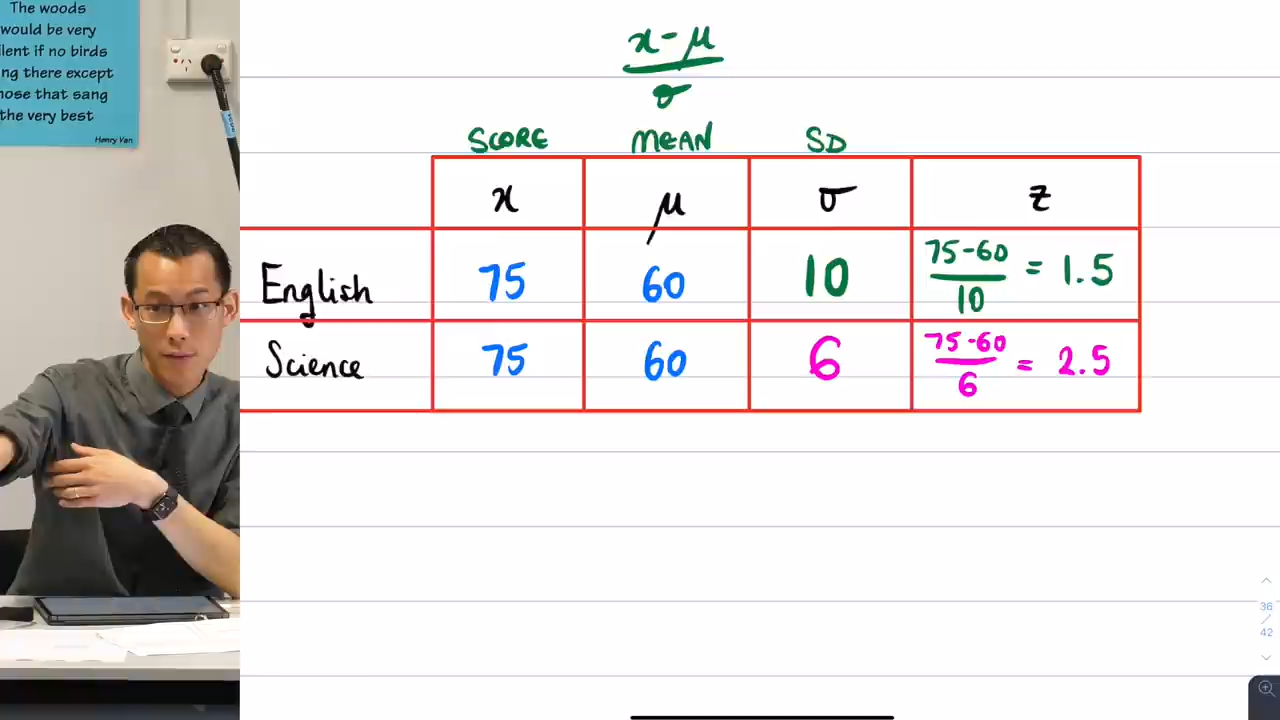 The woods
would be very
lent if no birds
ng there except
hose that sang
the very best
Henry Van
x-μ
σ
SCORE MEAN SD
x μ σ z
English 75 60 10 75-60/10 = 1.5
Science 75 60 6 75-60/6 = 2.5
36
/
42